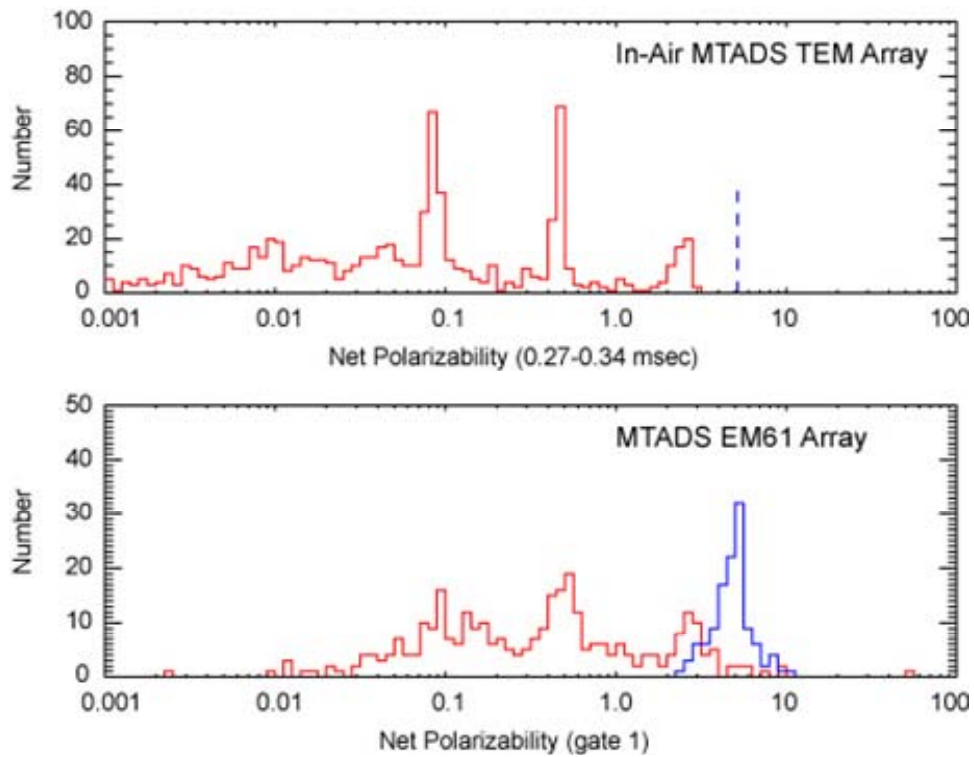 In-Air MTADS TEM Array
Number
100
80
60
40
20
0
0.001 0.01 0.1 1.0 10 100
Net Polarizability (0.27-0.34 msec)
MTADS EM61 Array
Number
50
40
30
20
10
0
0.001 0.01 0.1 1.0 10 100
Net Polarizability (gate 1)